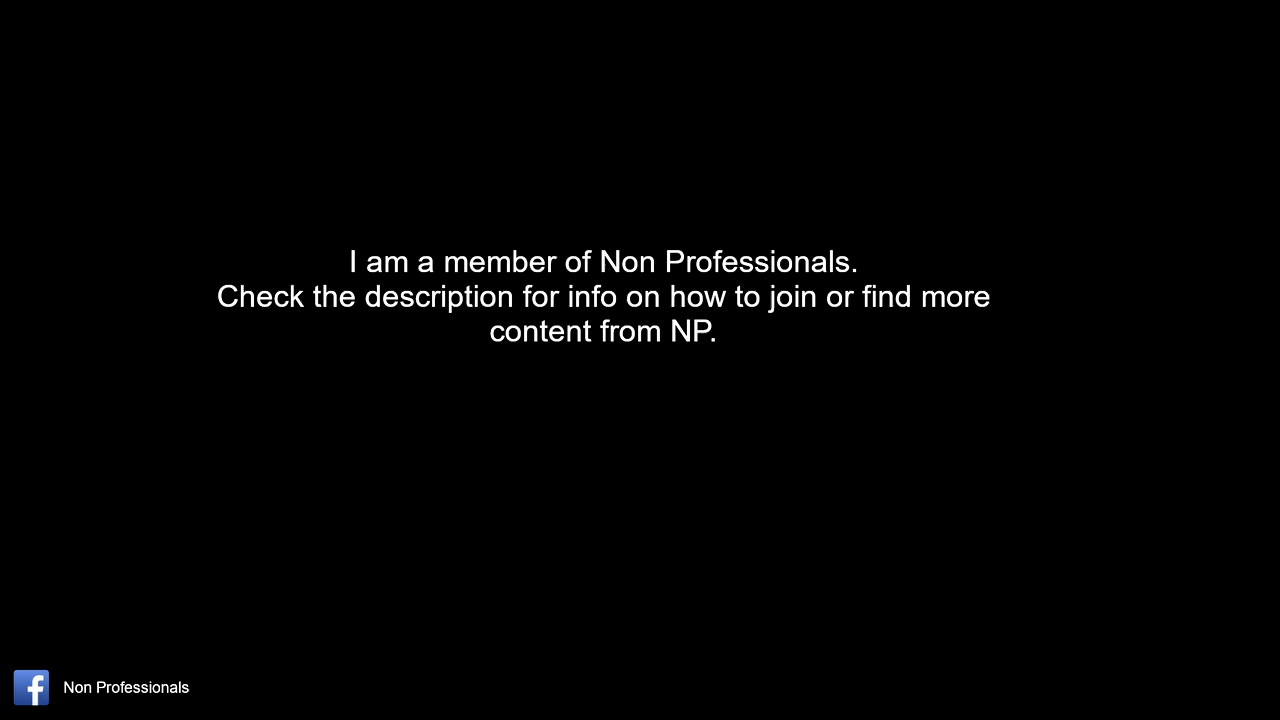 I am a member of Non Professionals.
Check the description for info on how to join or find more
content from NP.
Non Professionals